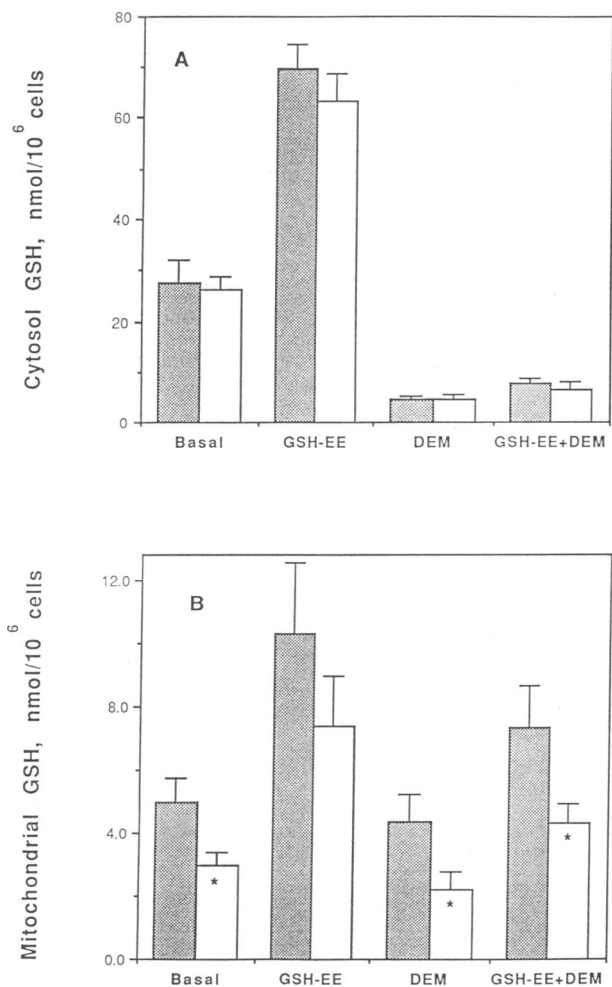 80
60
40
20
0
Cytosol GSH, nmol/10⁶ cells
A
Basal GSH-EE DEM GSH-EE+DEM
12.0
8.0
4.0
0.0
Mitochondrial GSH, nmol/10⁶ cells
B
*
*
*
Basal GSH-EE DEM GSH-EE+DEM